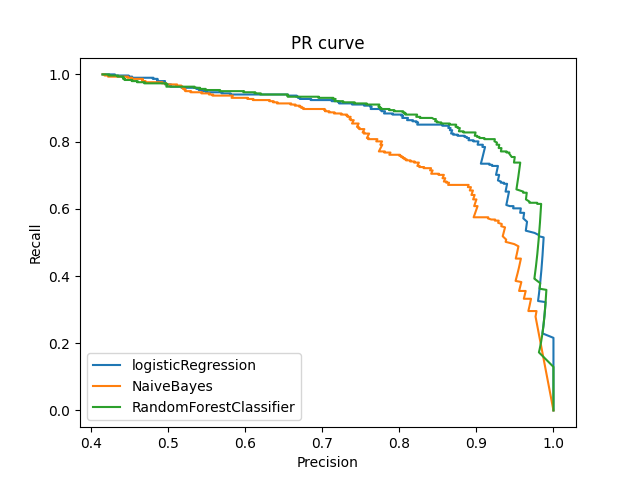 PR curve
1.0
0.8
0.6
0.4
0.2
0.0
Recall
logisticRegression
NaiveBayes
RandomForestClassifier
0.4 0.5 0.6 0.7 0.8 0.9 1.0
Precision